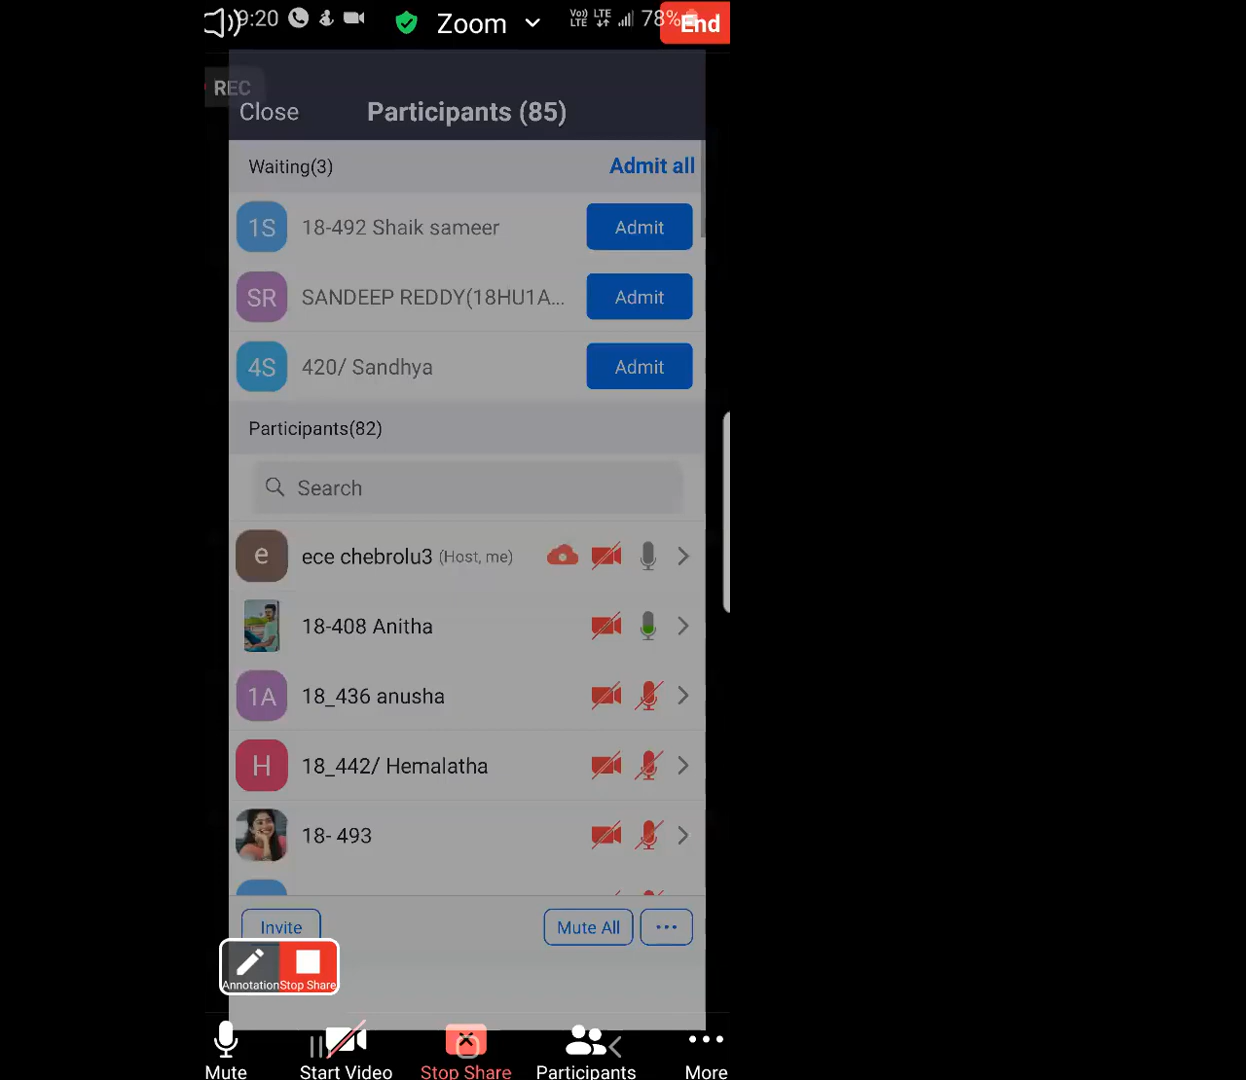 9:20 Zoom Vo) LTE LTE 78% End
REC
Close Participants (85)
Waiting(3) Admit all
1S 18-492 Shaik sameer Admit
SR SANDEEP REDDY(18HU1A... Admit
4S 420/ Sandhya Admit
Participants(82)
Search
e ece chebrolu3 (Host, me)
18-408 Anitha
1A 18_436 anusha
H 18_442/ Hemalatha
18- 493
Invite Mute All ...
Annotation Stop Share
Mute Start Video Stop Share Participants More